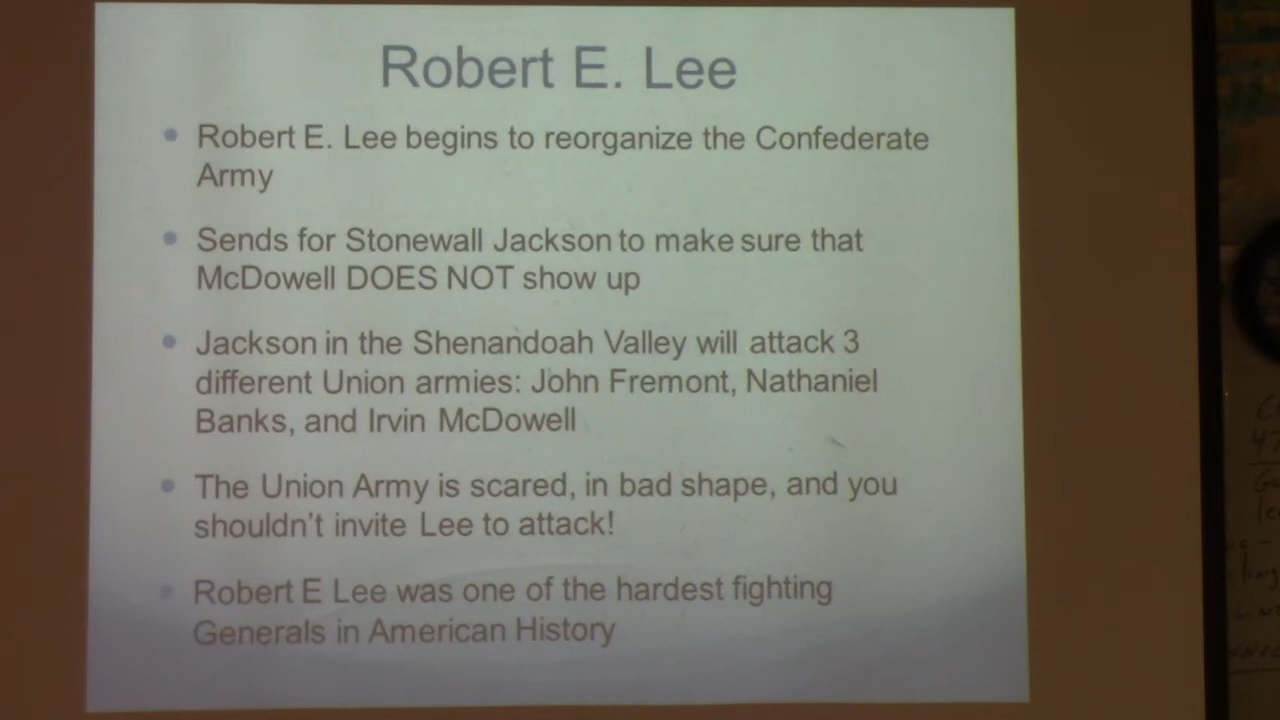 Robert E. Lee
• Robert E. Lee begins to reorganize the Confederate
Army
• Sends for Stonewall Jackson to make sure that
McDowell DOES NOT show up
• Jackson in the Shenandoah Valley will attack 3
different Union armies: John Fremont, Nathaniel
Banks, and Irvin McDowell
• The Union Army is scared, in bad shape, and you
shouldn't invite Lee to attack!
• Robert E Lee was one of the hardest fighting
Generals in American History